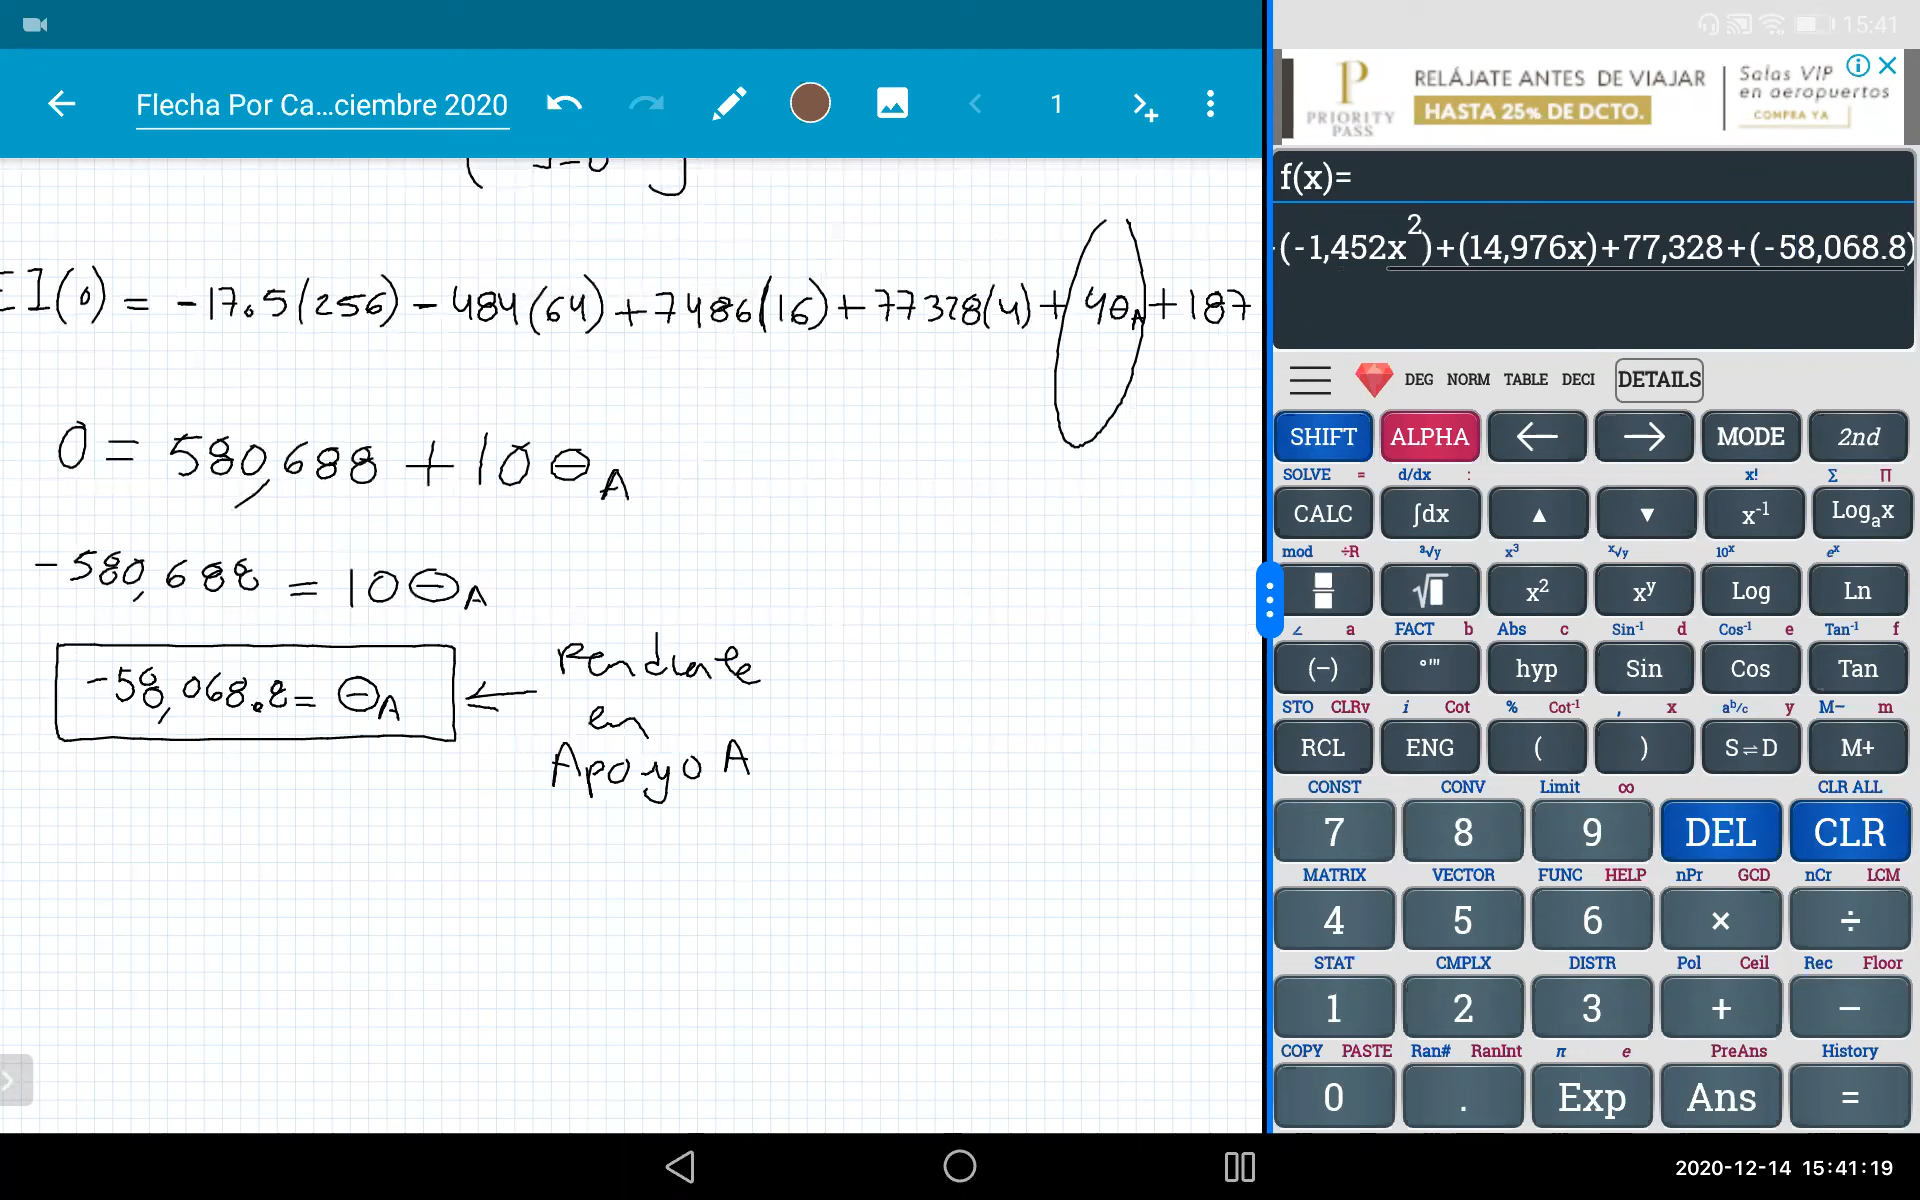 15:41
Flecha Por Ca...ciembre 2020
1
I(0) = -17.5(256) - 484(64) + 7486(16) + 77328(4) + 4θA + 187
0 = 580,688 + 10θA
-580,688 = 10θA
-58,068.8 = θA
Pendiente
en
Apoyo A
P
PRIORITY
PASS
RELÁJATE ANTES DE VIAJAR
HASTA 25% DE DCTO.
Salas VIP
en aeropuertos
COMPRA YA
f(x)=
(-1,452x²)+(14,976x)+77,328+(-58,068.8)
DEG NORM TABLE DECI DETAILS
SHIFT ALPHA ← → MODE 2nd
SOLVE = d/dx : x! Σ ∏
CALC ∫dx ▲ ▼ x⁻¹ Logₐx
mod ÷R ³√y x³ ˣ√y 10ˣ eˣ
√ x² xʸ Log Ln
∠ a FACT b Abs c Sin⁻¹ d Cos⁻¹ e Tan⁻¹ f
(−) °''' hyp Sin Cos Tan
STO CLRv i Cot % Cot⁻¹ , x aᵇ/c y M− m
RCL ENG ( ) S⇌D M+
CONST CONV Limit ∞ CLR ALL
7 8 9 DEL CLR
MATRIX VECTOR FUNC HELP nPr GCD nCr LCM
4 5 6 × ÷
STAT CMPLX DISTR Pol Ceil Rec Floor
1 2 3 + −
COPY PASTE Ran# RanInt π e PreAns History
0 . Exp Ans =
2020-12-14 15:41:19